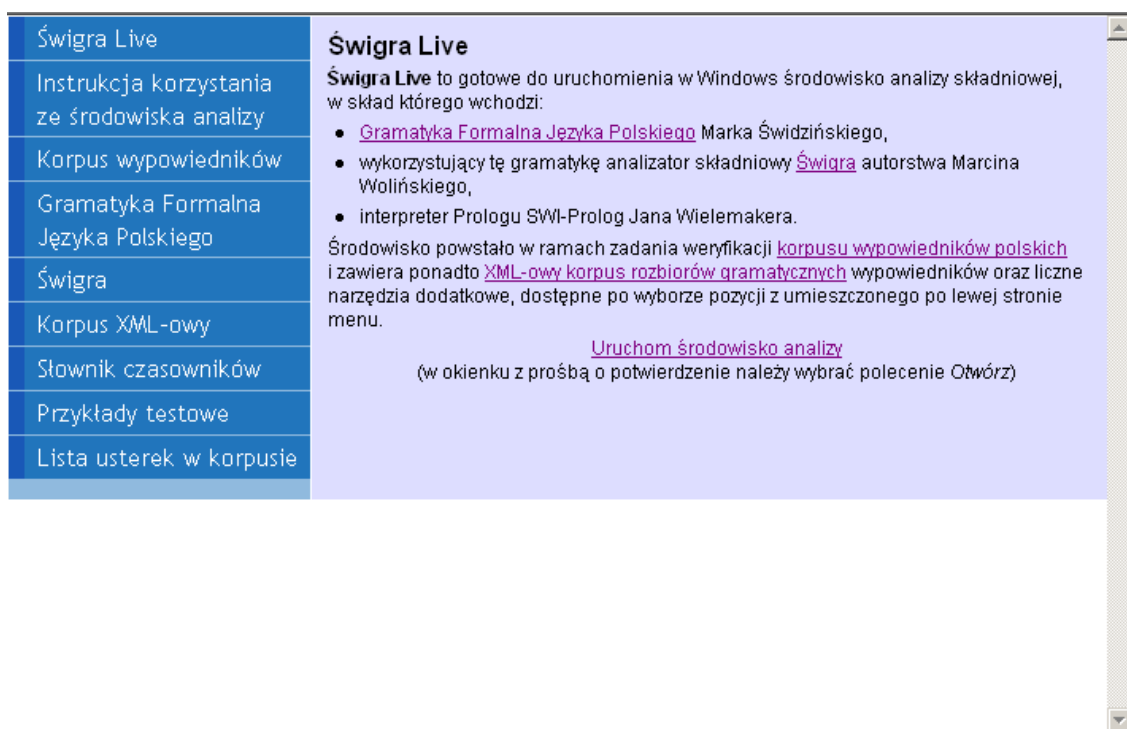 Świgra Live
Instrukcja korzystania
ze środowiska analizy
Korpus wypowiedników
Gramatyka Formalna
Języka Polskiego
Świgra
Korpus XML-owy
Słownik czasowników
Przykłady testowe
Lista usterek w korpusie
Świgra Live
Świgra Live to gotowe do uruchomienia w Windows środowisko analizy składniowej,
w skład którego wchodzi:
• Gramatyka Formalna Języka Polskiego Marka Świdzińskiego,
• wykorzystujący tę gramatykę analizator składniowy Świgra autorstwa Marcina
Wolińskiego,
• interpreter Prologu SWI-Prolog Jana Wielemakera.
Środowisko powstało w ramach zadania weryfikacji korpusu wypowiedników polskich
i zawiera ponadto XML-owy korpus rozbiorów gramatycznych wypowiedników oraz liczne
narzędzia dodatkowe, dostępne po wyborze pozycji z umieszczonego po lewej stronie
menu.
Uruchom środowisko analizy
(w okienku z prośbą o potwierdzenie należy wybrać polecenie Otwórz)